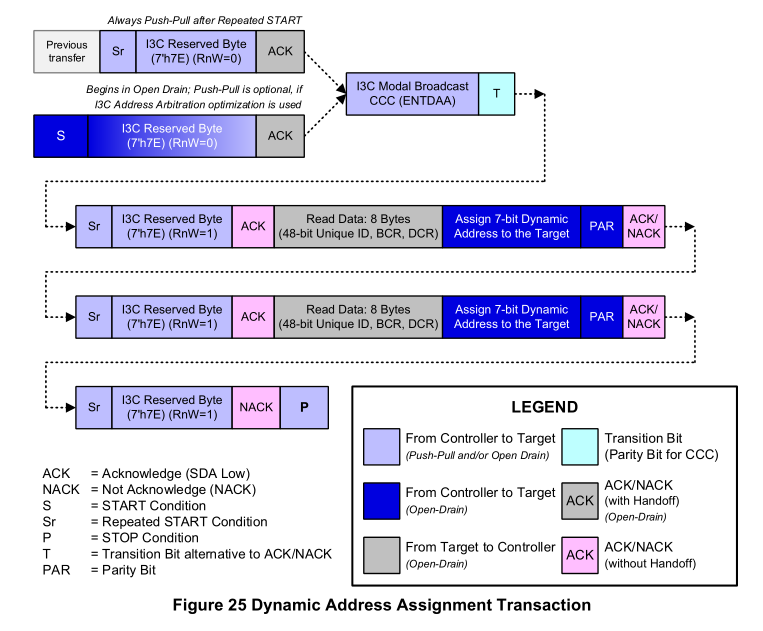 Always Push-Pull after Repeated START
Previous
transfer
Sr
I3C Reserved Byte
(7'h7E) (RnW=0)
ACK
Begins in Open Drain; Push-Pull is optional, if
I3C Address Arbitration optimization is used
S
I3C Reserved Byte
(7'h7E) (RnW=0)
ACK
I3C Modal Broadcast
CCC (ENTDAA)
T
Sr
I3C Reserved Byte
(7'h7E) (RnW=1)
ACK
Read Data: 8 Bytes
(48-bit Unique ID, BCR, DCR)
Assign 7-bit Dynamic
Address to the Target
PAR
ACK/
NACK
Sr
I3C Reserved Byte
(7'h7E) (RnW=1)
ACK
Read Data: 8 Bytes
(48-bit Unique ID, BCR, DCR)
Assign 7-bit Dynamic
Address to the Target
PAR
ACK/
NACK
Sr
I3C Reserved Byte
(7'h7E) (RnW=1)
NACK
P
ACK = Acknowledge (SDA Low)
NACK = Not Acknowledge (NACK)
S = START Condition
Sr = Repeated START Condition
P = STOP Condition
T = Transition Bit alternative to ACK/NACK
PAR = Parity Bit
LEGEND
From Controller to Target
(Push-Pull and/or Open Drain)
Transition Bit
(Parity Bit for CCC)
From Controller to Target
(Open-Drain)
ACK
ACK/NACK
(with Handoff)
(Open-Drain)
From Target to Controller
(Open-Drain)
ACK
ACK/NACK
(without Handoff)
Figure 25 Dynamic Address Assignment Transaction